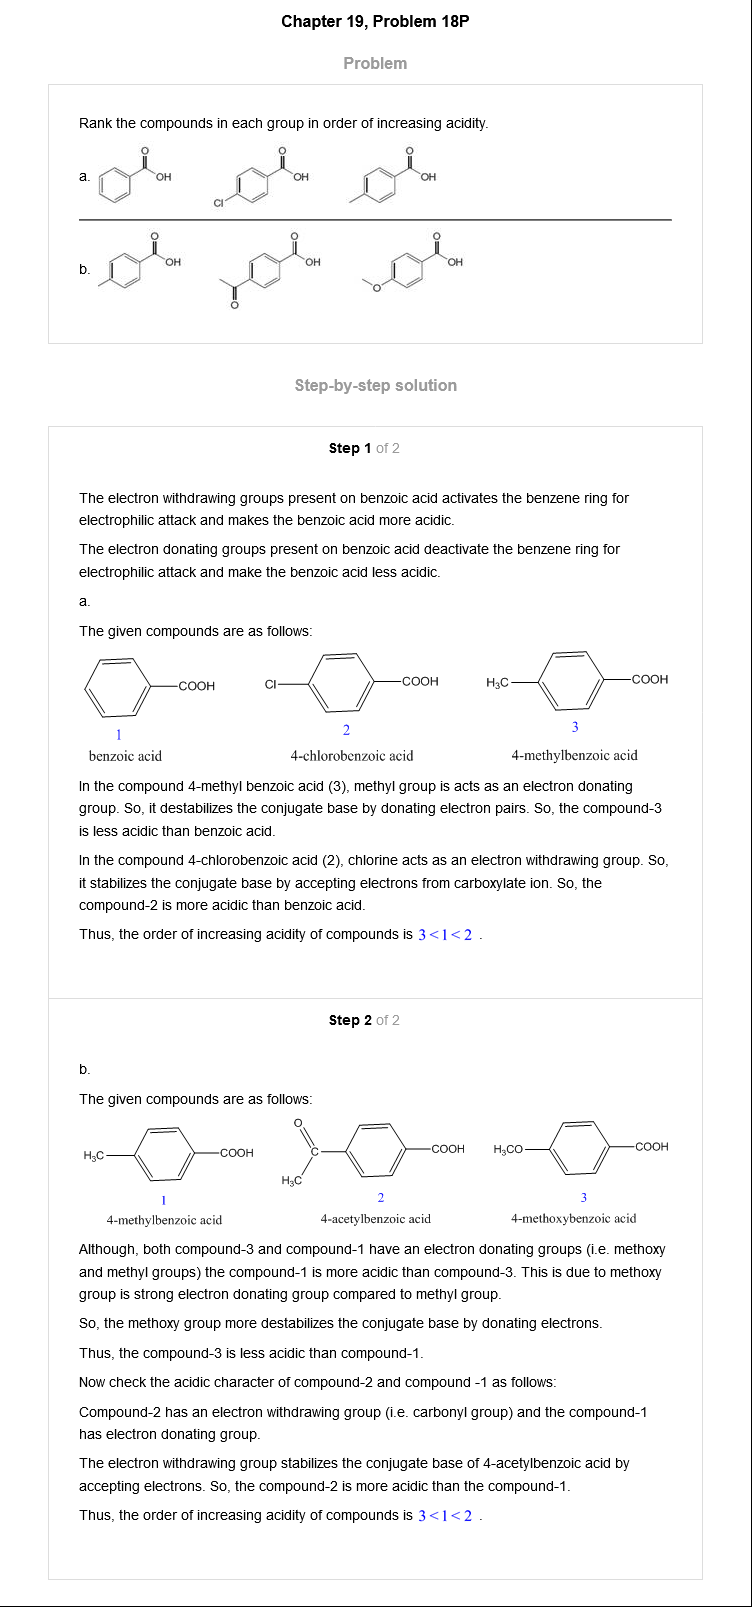 Chapter 19, Problem 18P
Problem
Rank the compounds in each group in order of increasing acidity.
a.
O
OH
Cl
O
OH
O
OH
b.
O
OH
O
O
OH
O
O
OH
Step-by-step solution
Step 1 of 2
The electron withdrawing groups present on benzoic acid activates the benzene ring for
electrophilic attack and makes the benzoic acid more acidic.
The electron donating groups present on benzoic acid deactivate the benzene ring for
electrophilic attack and make the benzoic acid less acidic.
a.
The given compounds are as follows:
COOH
Cl
COOH
H₃C
COOH
1
2
3
benzoic acid
4-chlorobenzoic acid
4-methylbenzoic acid
In the compound 4-methyl benzoic acid (3), methyl group is acts as an electron donating
group. So, it destabilizes the conjugate base by donating electron pairs. So, the compound-3
is less acidic than benzoic acid.
In the compound 4-chlorobenzoic acid (2), chlorine acts as an electron withdrawing group. So,
it stabilizes the conjugate base by accepting electrons from carboxylate ion. So, the
compound-2 is more acidic than benzoic acid.
Thus, the order of increasing acidity of compounds is 3<1<2 .
Step 2 of 2
b.
The given compounds are as follows:
H₃C
COOH
O
C
H₃C
COOH
H₃CO
COOH
1
2
3
4-methylbenzoic acid
4-acetylbenzoic acid
4-methoxybenzoic acid
Although, both compound-3 and compound-1 have an electron donating groups (i.e. methoxy
and methyl groups) the compound-1 is more acidic than compound-3. This is due to methoxy
group is strong electron donating group compared to methyl group.
So, the methoxy group more destabilizes the conjugate base by donating electrons.
Thus, the compound-3 is less acidic than compound-1.
Now check the acidic character of compound-2 and compound -1 as follows:
Compound-2 has an electron withdrawing group (i.e. carbonyl group) and the compound-1
has electron donating group.
The electron withdrawing group stabilizes the conjugate base of 4-acetylbenzoic acid by
accepting electrons. So, the compound-2 is more acidic than the compound-1.
Thus, the order of increasing acidity of compounds is 3<1<2 .